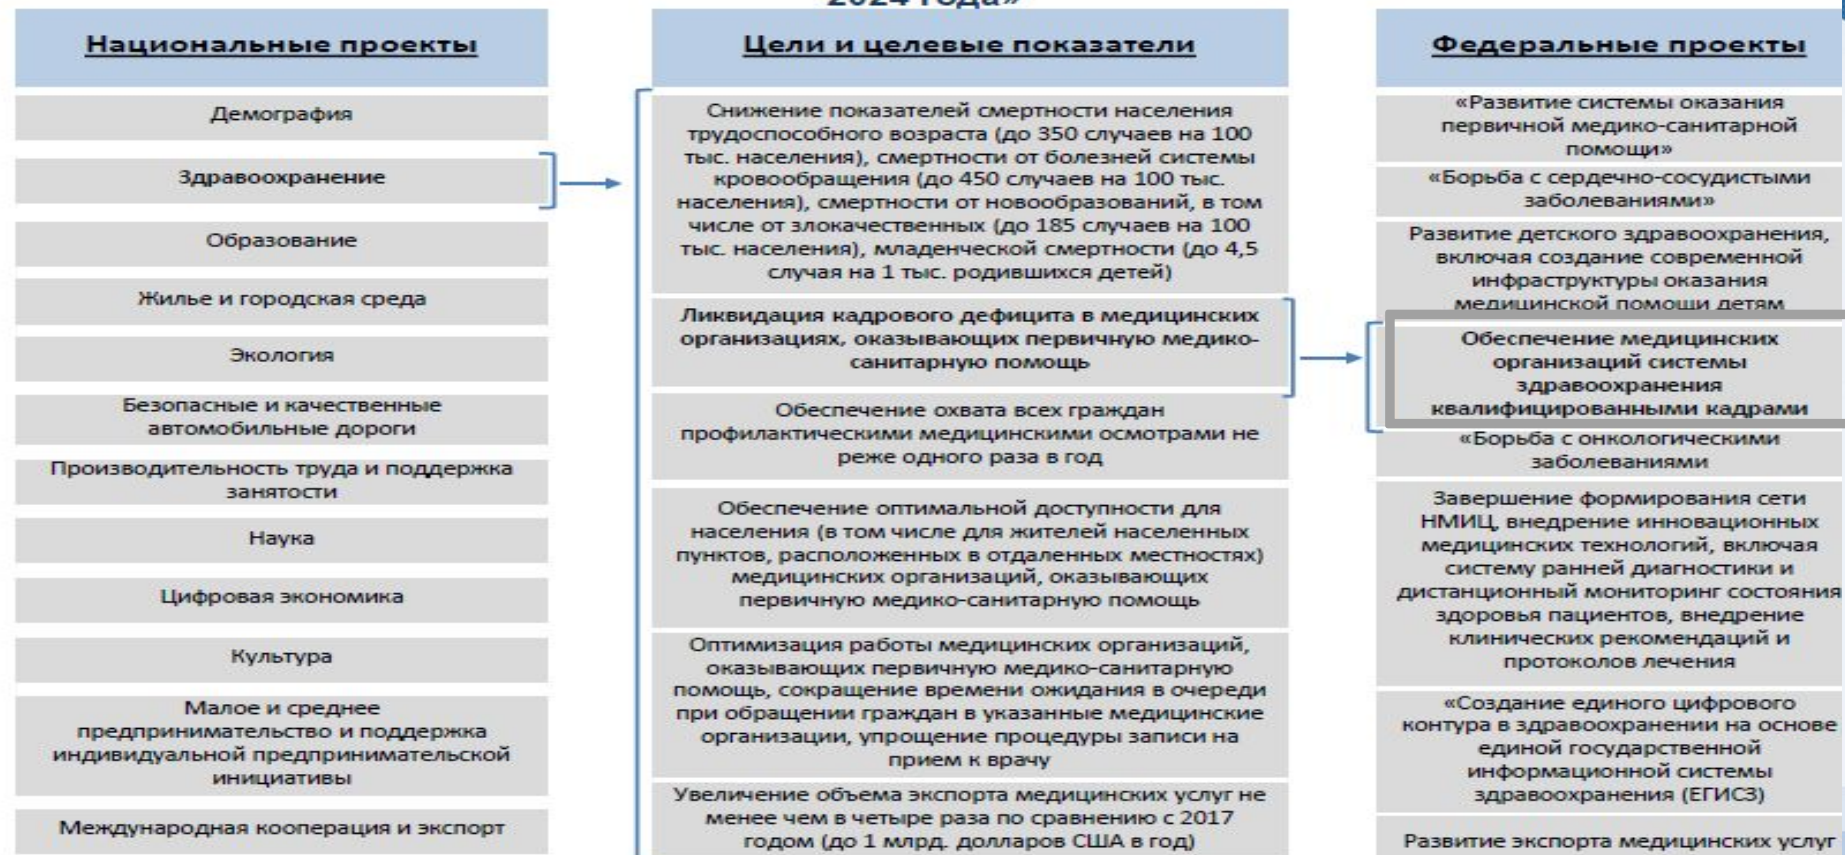 2024 года»
Национальные проекты
Демография
Здравоохранение
Образование
Жилье и городская среда
Экология
Безопасные и качественные
автомобильные дороги
Производительность труда и поддержка
занятости
Наука
Цифровая экономика
Культура
Малое и среднее
предпринимательство и поддержка
индивидуальной предпринимательской
инициативы
Международная кооперация и экспорт
Цели и целевые показатели
Снижение показателей смертности населения
трудоспособного возраста (до 350 случаев на 100
тыс. населения), смертности от болезней системы
кровообращения (до 450 случаев на 100 тыс.
населения), смертности от новообразований, в том
числе от злокачественных (до 185 случаев на 100
тыс. населения), младенческой смертности (до 4,5
случая на 1 тыс. родившихся детей)
Ликвидация кадрового дефицита в медицинских
организациях, оказывающих первичную медико-
санитарную помощь
Обеспечение охвата всех граждан
профилактическими медицинскими осмотрами не
реже одного раза в год
Обеспечение оптимальной доступности для
населения (в том числе для жителей населенных
пунктов, расположенных в отдаленных местностях)
медицинских организаций, оказывающих
первичную медико-санитарную помощь
Оптимизация работы медицинских организаций,
оказывающих первичную медико-санитарную
помощь, сокращение времени ожидания в очереди
при обращении граждан в указанные медицинские
организации, упрощение процедуры записи на
прием к врачу
Увеличение объема экспорта медицинских услуг не
менее чем в четыре раза по сравнению с 2017
годом (до 1 млрд. долларов США в год)
Федеральные проекты
«Развитие системы оказания
первичной медико-санитарной
помощи»
«Борьба с сердечно-сосудистыми
заболеваниями»
Развитие детского здравоохранения,
включая создание современной
инфраструктуры оказания
медицинской помощи детям
Обеспечение медицинских
организаций системы
здравоохранения
квалифицированными кадрами
«Борьба с онкологическими
заболеваниями
Завершение формирования сети
НМИЦ, внедрение инновационных
медицинских технологий, включая
систему ранней диагностики и
дистанционный мониторинг состояния
здоровья пациентов, внедрение
клинических рекомендаций и
протоколов лечения
«Создание единого цифрового
контура в здравоохранении на основе
единой государственной
информационной системы
здравоохранения (ЕГИСЗ)
Развитие экспорта медицинских услуг